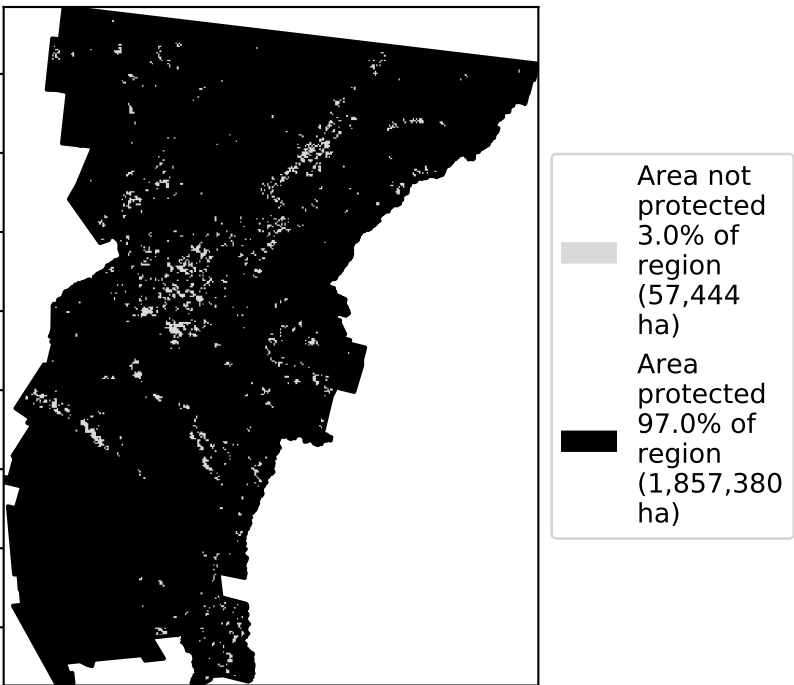 Area not
protected
3.0% of
region
(57,444
ha)
Area
protected
97.0% of
region
(1,857,380
ha)